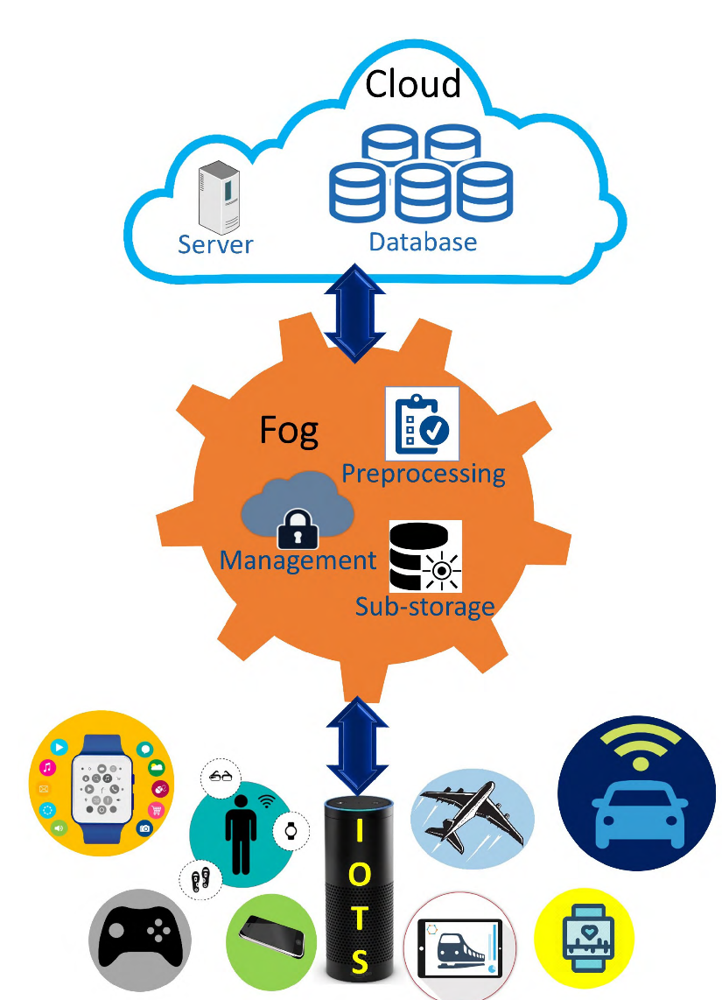 Cloud
Server
Database
Fog
Preprocessing
Management
Sub-storage
I
O
T
S